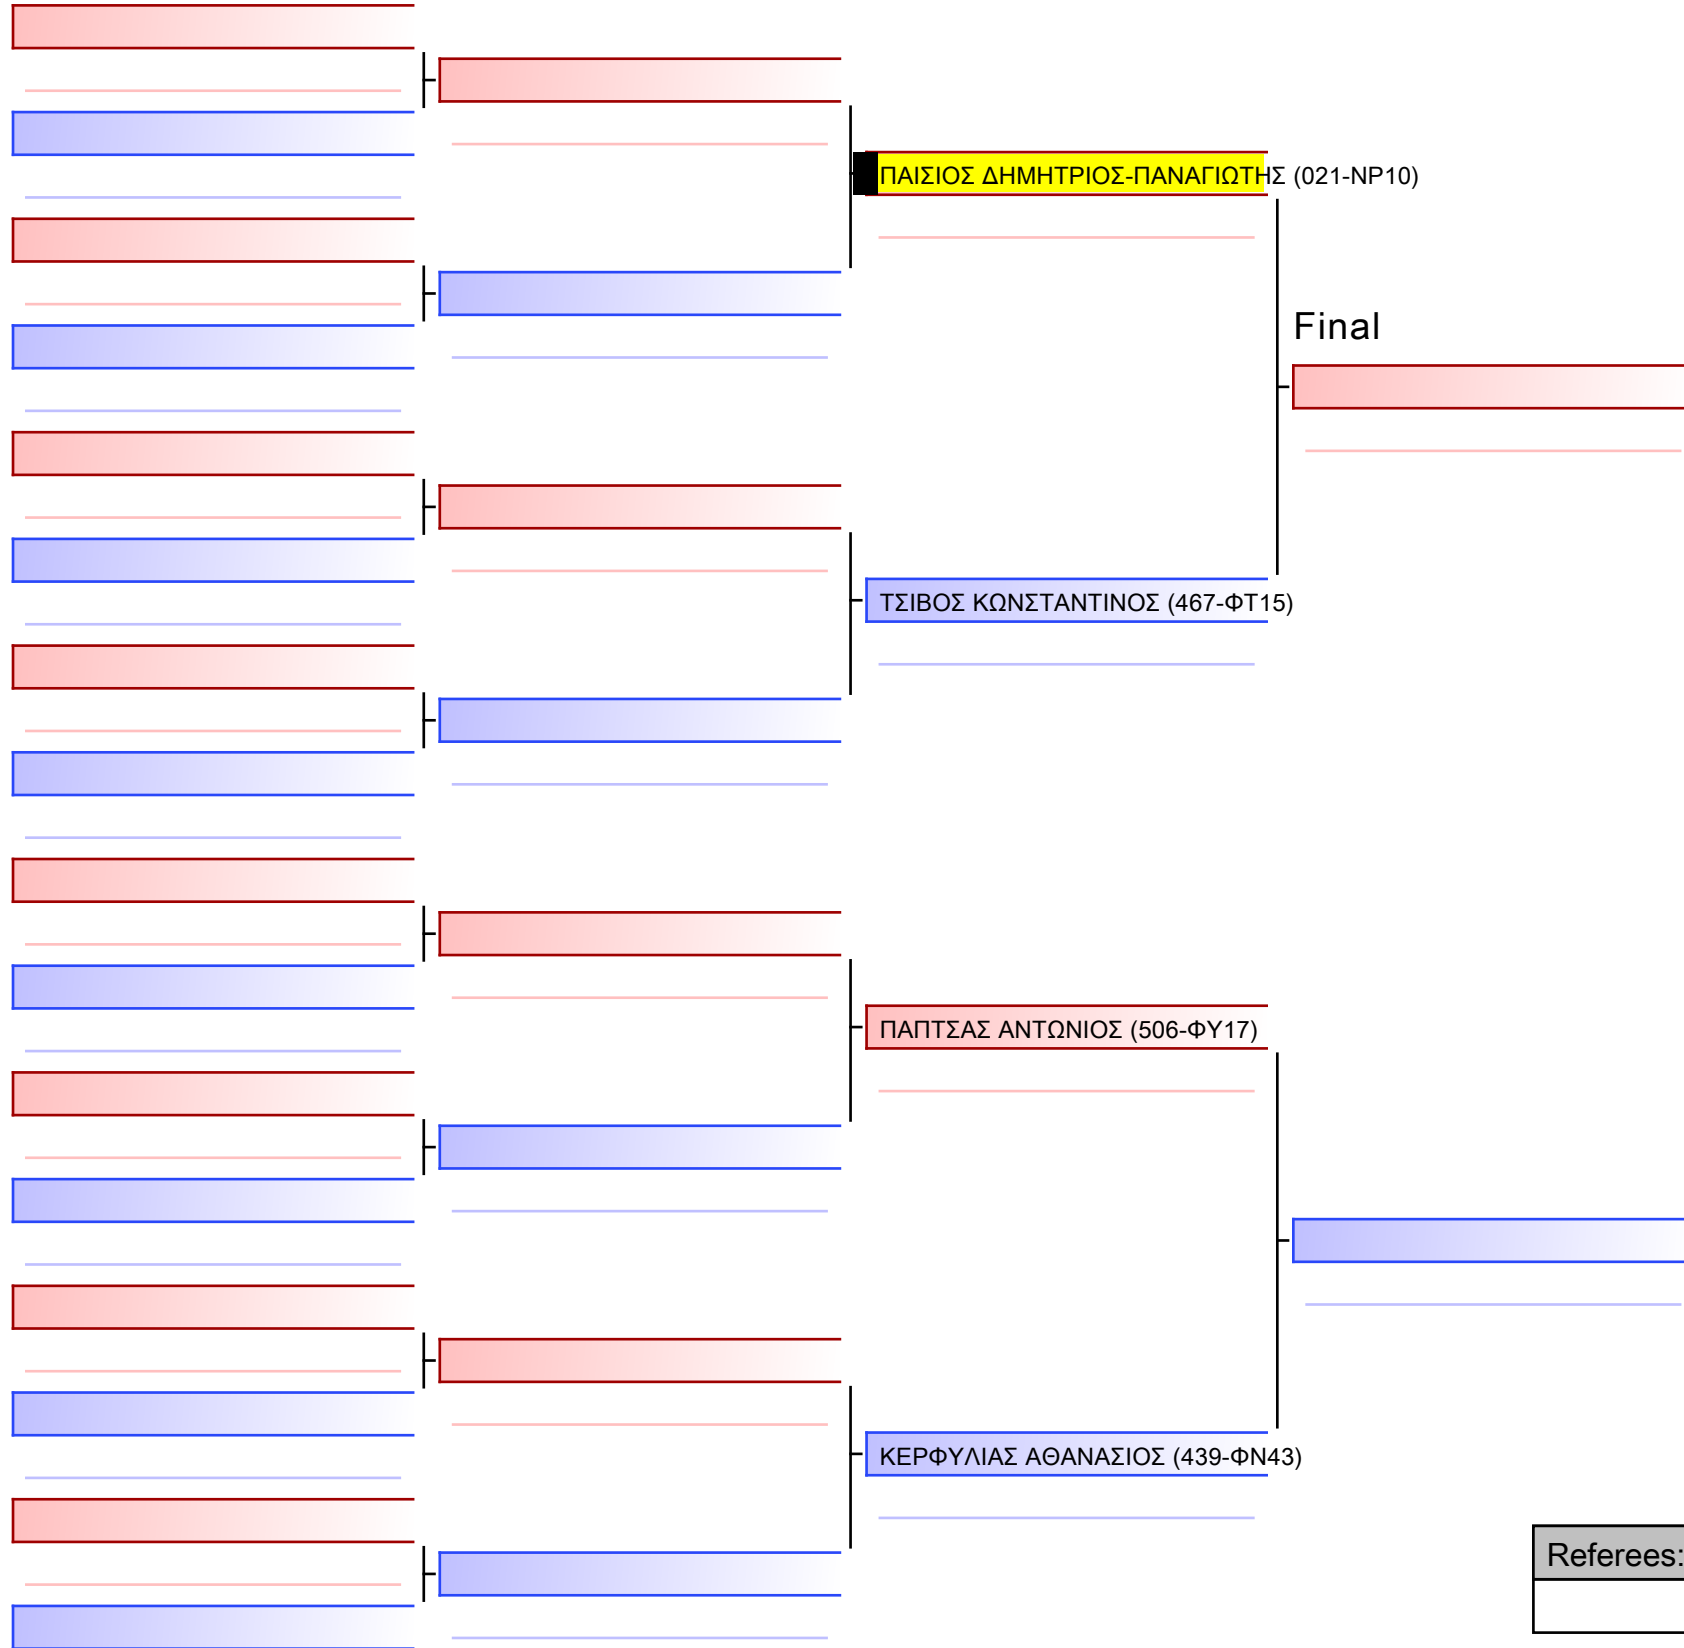 ΠΑΙΣΙΟΣ ΔΗΜΗΤΡΙΟΣ-ΠΑΝΑΓΙΩΤΗΣ (021-ΝΡ10)
Final
ΤΣΙΒΟΣ ΚΩΝΣΤΑΝΤΙΝΟΣ (467-ΦΤ15)
ΠΑΠΤΣΑΣ ΑΝΤΩΝΙΟΣ (506-ΦΥ17)
ΚΕΡΦΥΛΙΑΣ ΑΘΑΝΑΣΙΟΣ (439-ΦΝ43)
Referees: